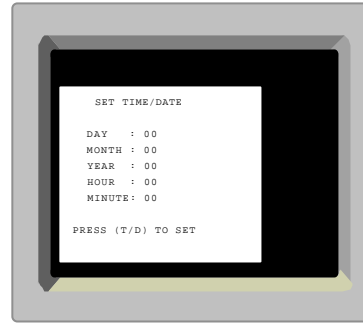 SET TIME/DATE
DAY : 00
MONTH : 00
YEAR : 00
HOUR : 00
MINUTE: 00
PRESS (T/D) TO SET